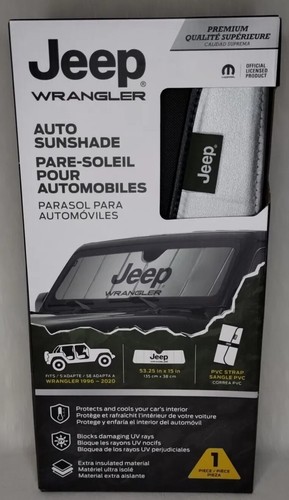 PREMIUM
QUALITÉ SUPÉRIEURE
CALIDAD SUPREMA
Jeep®
WRANGLER
mopar
OFFICIAL
LICENSED
PRODUCT
AUTO
SUNSHADE
PARE-SOLEIL
POUR
AUTOMOBILES
PARASOL PARA
AUTOMÓVILES
Jeep
Jeep
WRANGLER
Jeep
FITS / S'ADAPTE / SE ADAPTA A
WRANGLER 1996 – 2020
53.25 in x 15 in
135 cm x 38 cm
PVC STRAP
SANGLE PVC
CORREA PVC
Protects and cools your car's interior
Protège et rafraîchit l'intérieur de votre voiture
Protege y enfaría el interior del automóvil
Blocks damaging UV rays
Bloque les rayons UV nocifs
Bloquea de los rayos UV perjudiciales
Extra insulated material
Matériel ultra isolé
Material extra aislante
1
PIECE / PIÈCE
PIEZA